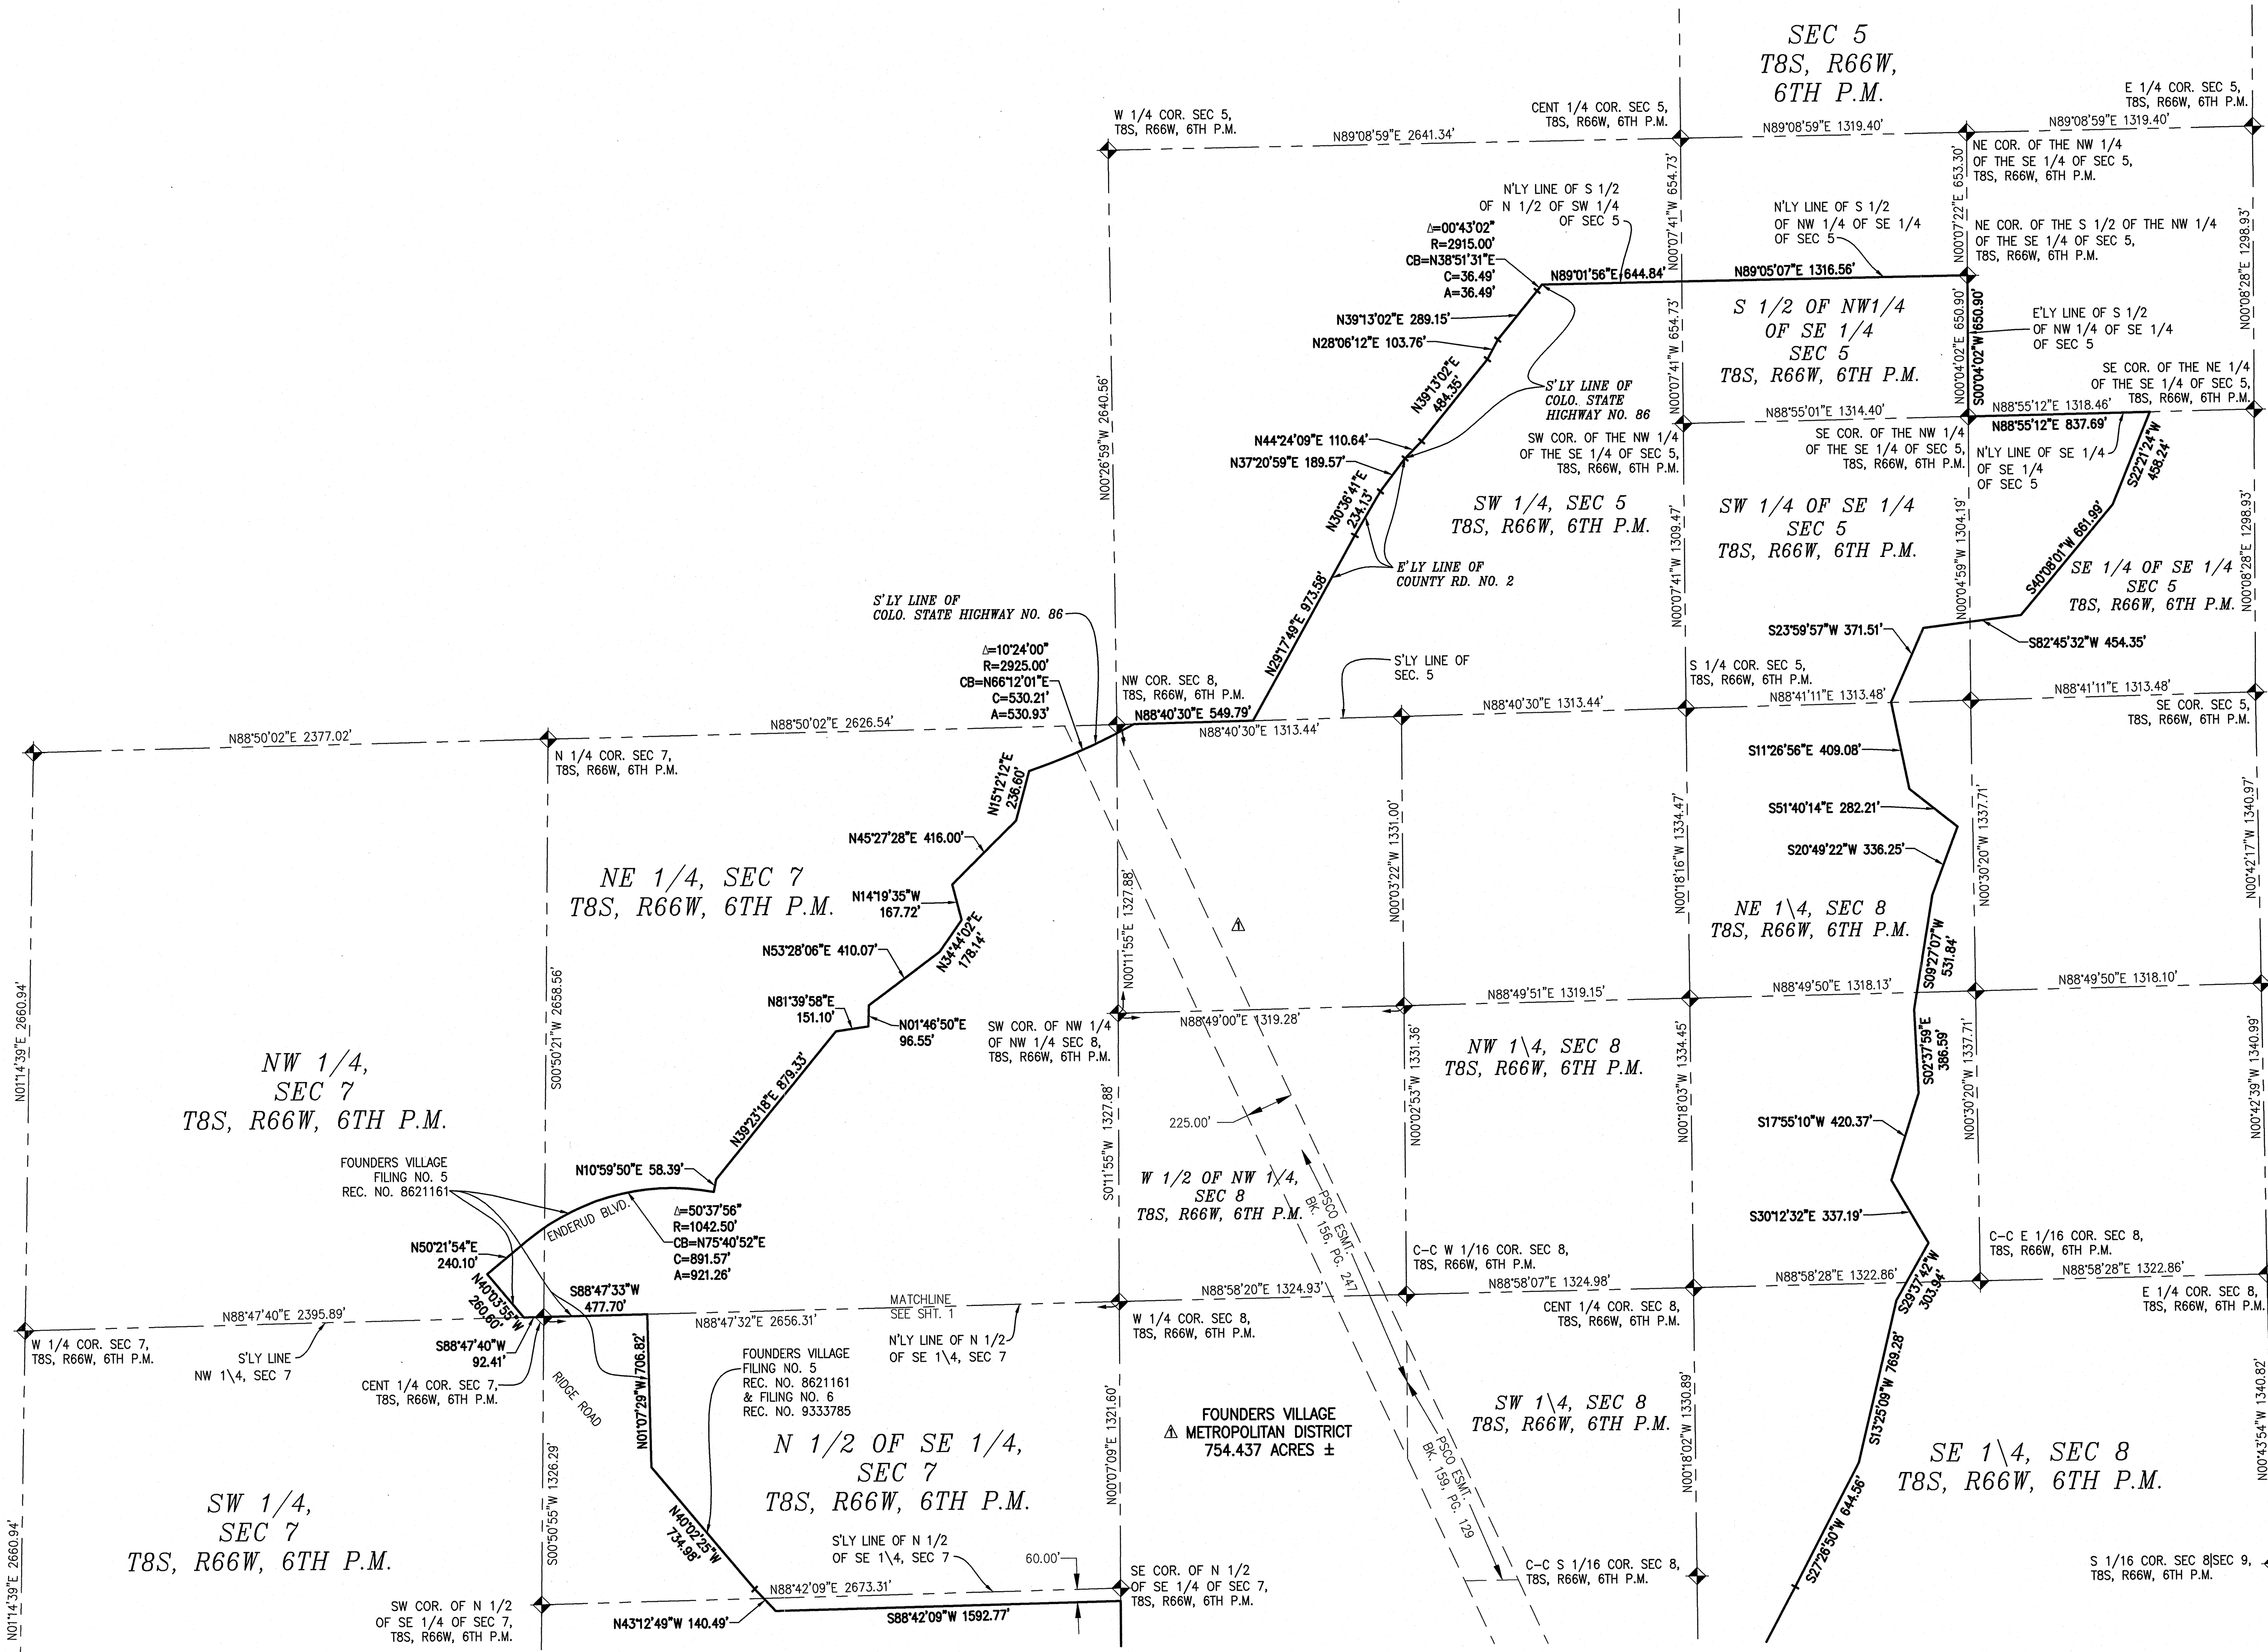 SEC 5
T8S, R66W,
6TH P.M.
W 1/4 COR. SEC 5,
T8S, R66W, 6TH P.M.
N89°08'59"E 2641.34'
CENT 1/4 COR. SEC 5,
T8S, R66W, 6TH P.M.
N89°08'59"E 1319.40'
E 1/4 COR. SEC 5,
T8S, R66W, 6TH P.M.
N89°08'59"E 1319.40'
NE COR. OF THE NW 1/4
OF THE SE 1/4 OF SEC 5,
T8S, R66W, 6TH P.M.
N00°07'41"W 654.73'
N00°07'22"E 653.30'
N00°08'28"E 1298.93'
N'LY LINE OF S 1/2
OF N 1/2 OF SW 1/4
OF SEC 5
N'LY LINE OF S 1/2
OF NW 1/4 OF SE 1/4
OF SEC 5
NE COR. OF THE S 1/2 OF THE NW 1/4
OF THE SE 1/4 OF SEC 5,
T8S, R66W, 6TH P.M.
Δ=00°43'02"
R=2915.00'
CB=N38°51'31"E
C=36.49'
A=36.49'
N89°01'56"E 644.84'
N89°05'07"E 1316.56'
N39°13'02"E 289.15'
N28°06'12"E 103.76'
N39°13'02"E
484.35'
N44°24'09"E 110.64'
N37°20'59"E 189.57'
N30°36'41"E
234.13'
S'LY LINE OF
COLO. STATE
HIGHWAY NO. 86
N00°07'41"W 654.73'
S 1/2 OF NW1/4
OF SE 1/4
SEC 5
T8S, R66W, 6TH P.M.
N00°04'02"E 650.90'
S00°04'02"W 650.90'
E'LY LINE OF S 1/2
OF NW 1/4 OF SE 1/4
OF SEC 5
SE COR. OF THE NE 1/4
OF THE SE 1/4 OF SEC 5,
T8S, R66W, 6TH P.M.
N88°55'01"E 1314.40'
N88°55'12"E 1318.46'
N88°55'12"E 837.69'
SW COR. OF THE NW 1/4
OF THE SE 1/4 OF SEC 5,
T8S, R66W, 6TH P.M.
SE COR. OF THE NW 1/4
OF THE SE 1/4 OF SEC 5,
T8S, R66W, 6TH P.M.
N'LY LINE OF SE 1/4
OF SE 1/4
OF SEC 5
S22°21'24"W
458.24'
N00°26'59"W 2640.56'
SW 1/4, SEC 5
T8S, R66W, 6TH P.M.
SW 1/4 OF SE 1/4
SEC 5
T8S, R66W, 6TH P.M.
N00°07'41"W 1309.47'
N00°04'59"W 1304.19'
S40°08'01"W 661.99'
SE 1/4 OF SE 1/4
SEC 5
T8S, R66W, 6TH P.M.
N00°08'28"E 1298.93'
E'LY LINE OF
COUNTY RD. NO. 2
N29°17'49"E 973.58'
S'LY LINE OF
COLO. STATE HIGHWAY NO. 86
S23°59'57"W 371.51'
S82°45'32"W 454.35'
Δ=10°24'00"
R=2925.00'
CB=N66°12'01"E
C=530.21'
A=530.93'
NW COR. SEC 8,
T8S, R66W, 6TH P.M.
S'LY LINE OF
SEC. 5
S 1/4 COR. SEC 5,
T8S, R66W, 6TH P.M.
N88°41'11"E 1313.48'
N88°41'11"E 1313.48'
SE COR. SEC 5,
T8S, R66W, 6TH P.M.
N88°50'02"E 2377.02'
N88°50'02"E 2626.54'
N88°40'30"E 549.79'
N88°40'30"E 1313.44'
N88°40'30"E 1313.44'
N 1/4 COR. SEC 7,
T8S, R66W, 6TH P.M.
S11°26'56"E 409.08'
N15°12'12"E
236.60'
S51°40'14"E 282.21'
N45°27'28"E 416.00'
S20°49'22"W 336.25'
NE 1/4, SEC 7
T8S, R66W, 6TH P.M.
N14°19'35"W
167.72'
N34°44'02"E
178.14'
N53°28'06"E 410.07'
N00°11'55"E 1327.88'
N00°03'22"W 1331.00'
N00°18'16"W 1334.47'
N00°30'20"W 1337.71'
N00°42'17"W 1340.97'
NE 1\4, SEC 8
T8S, R66W, 6TH P.M.
S09°27'07"W
531.84'
N01°14'39"E 2660.94'
S00°50'21"W 2658.56'
N81°39'58"E
151.10'
N01°46'50"E
96.55'
SW COR. OF NW 1/4
OF NW 1/4 SEC 8,
T8S, R66W, 6TH P.M.
N88°49'00"E 1319.28'
N88°49'51"E 1319.15'
N88°49'50"E 1318.13'
N88°49'50"E 1318.10'
NW 1\4, SEC 8
T8S, R66W, 6TH P.M.
S02°37'59"E
386.59'
NW 1/4,
SEC 7
T8S, R66W, 6TH P.M.
N39°23'18"E 879.33'
225.00'
S0°11'55"W 1327.88'
N00°02'53"W 1331.36'
N00°18'03"W 1334.45'
N00°30'20"W 1337.71'
N00°42'39"W 1340.99'
S17°55'10"W 420.37'
FOUNDERS VILLAGE
FILING NO. 5
REC. NO. 8621161
N10°59'50"E 58.39'
ENDERUD BLVD.
W 1/2 OF NW 1/4,
SEC 8
T8S, R66W, 6TH P.M.
PSCO ESMT.
BK. 156, PG. 247
S30°12'32"E 337.19'
Δ=50°37'56"
R=1042.50'
CB=N75°40'52"E
C=891.57'
A=921.26'
N50°21'54"E
240.10'
N40°03'55"W
260.60'
C-C W 1/16 COR. SEC 8,
T8S, R66W, 6TH P.M.
C-C E 1/16 COR. SEC 8,
T8S, R66W, 6TH P.M.
S29°37'42"W
303.94'
S88°47'33"W
477.70'
MATCHLINE
SEE SHT. 1
N88°47'40"E 2395.89'
N88°47'32"E 2656.31'
N88°58'20"E 1324.93'
N88°58'07"E 1324.98'
N88°58'28"E 1322.86'
N88°58'28"E 1322.86'
W 1/4 COR. SEC 7,
T8S, R66W, 6TH P.M.
S'LY LINE
NW 1\4, SEC 7
S88°47'40"W
92.41'
CENT 1/4 COR. SEC 7,
T8S, R66W, 6TH P.M.
RIDGE ROAD
N'LY LINE OF N 1/2
OF SE 1\4, SEC 7
W 1/4 COR. SEC 8,
T8S, R66W, 6TH P.M.
CENT 1/4 COR. SEC 8,
T8S, R66W, 6TH P.M.
E 1/4 COR. SEC 8,
T8S, R66W, 6TH P.M.
N01°07'29"W 706.82'
FOUNDERS VILLAGE
FILING NO. 5
REC. NO. 8621161
& FILING NO. 6
REC. NO. 9333785
FOUNDERS VILLAGE
METROPOLITAN DISTRICT
754.437 ACRES ±
SW 1\4, SEC 8
T8S, R66W, 6TH P.M.
PSCO ESMT.
BK. 159, PG. 129
S13°25'09"W 769.28'
N 1/2 OF SE 1/4,
SEC 7
T8S, R66W, 6TH P.M.
SE 1\4, SEC 8
T8S, R66W, 6TH P.M.
N00°07'09"E 1321.60'
N00°18'02"W 1330.89'
N00°43'54"W 1340.82'
SW 1/4,
SEC 7
T8S, R66W, 6TH P.M.
N01°14'39"E 2660.94'
S00°50'55"W 1326.29'
N40°02'25"W
734.98'
S'LY LINE OF N 1/2
OF SE 1\4, SEC 7
60.00'
S27°26'50"W 644.56'
N88°42'09"E 2673.31'
SE COR. OF N 1/2
OF SE 1/4 OF SEC 7,
T8S, R66W, 6TH P.M.
C-C S 1/16 COR. SEC 8,
T8S, R66W, 6TH P.M.
S 1/16 COR. SEC 8|SEC 9,
T8S, R66W, 6TH P.M.
SW COR. OF N 1/2
OF SE 1/4 OF SEC 7,
T8S, R66W, 6TH P.M.
N43°12'49"W 140.49'
S88°42'09"W 1592.77'